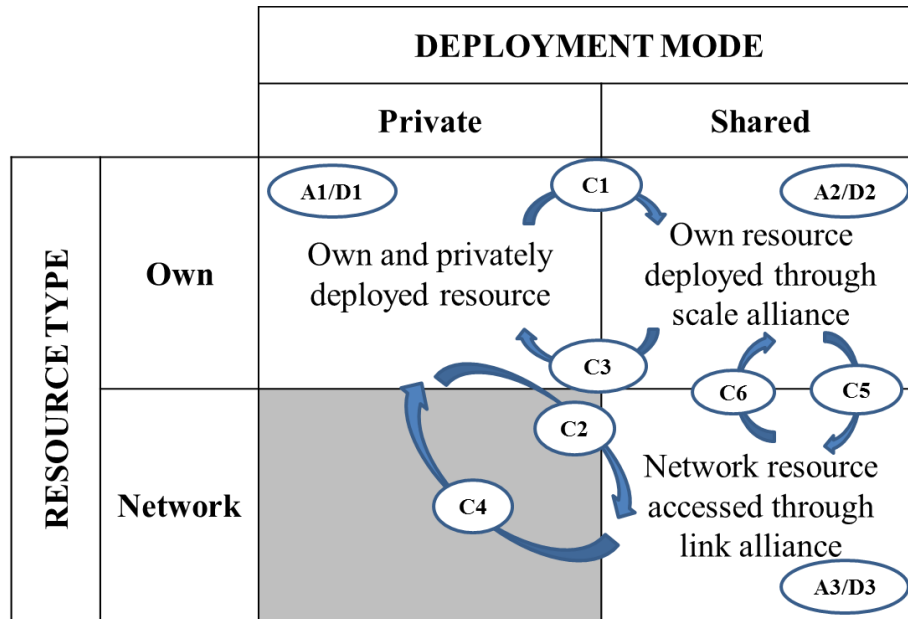 DEPLOYMENT MODE
Private
Shared
RESOURCE TYPE
Own
A1/D1
C1
A2/D2
Own and privately
deployed resource
Own resource
deployed through
scale alliance
C3
C6
C5
Network
C2
C4
Network resource
accessed through
link alliance
A3/D3